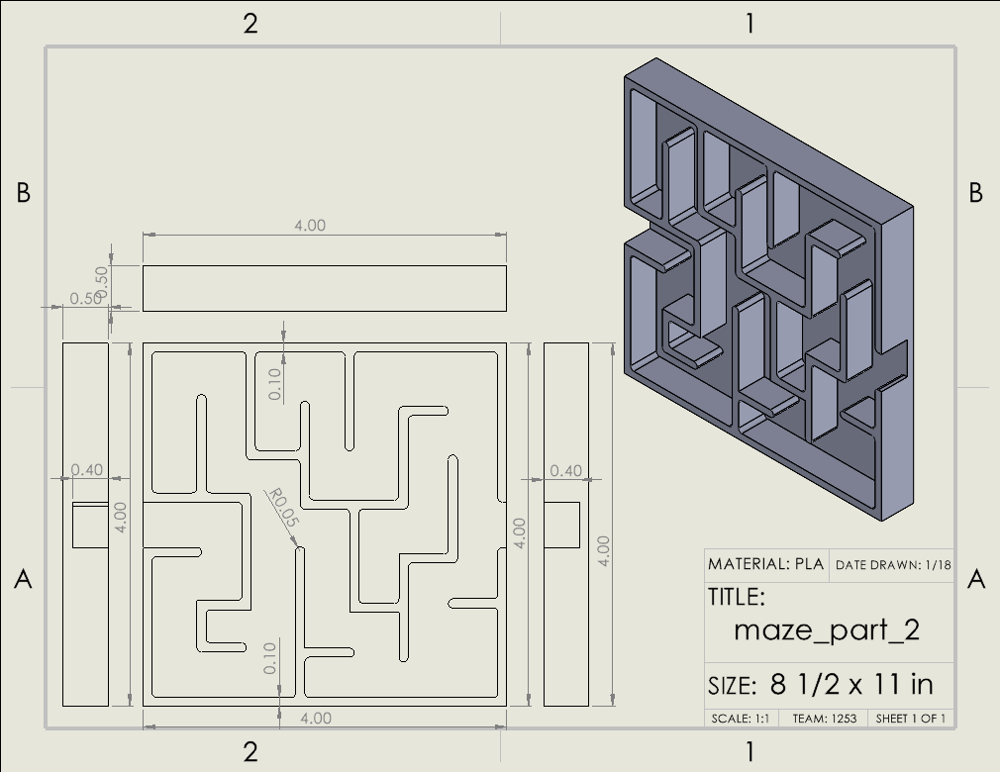 2
1
B
B
4.00
0.50
0.50
0.10
0.40
4.00
R0.05
0.40
4.00
4.00
A
A
0.10
4.00
MATERIAL: PLA
DATE DRAWN: 1/18
TITLE:
maze_part_2
SIZE: 8 1/2 x 11 in
SCALE: 1:1
TEAM: 1253
SHEET 1 OF 1
2
1